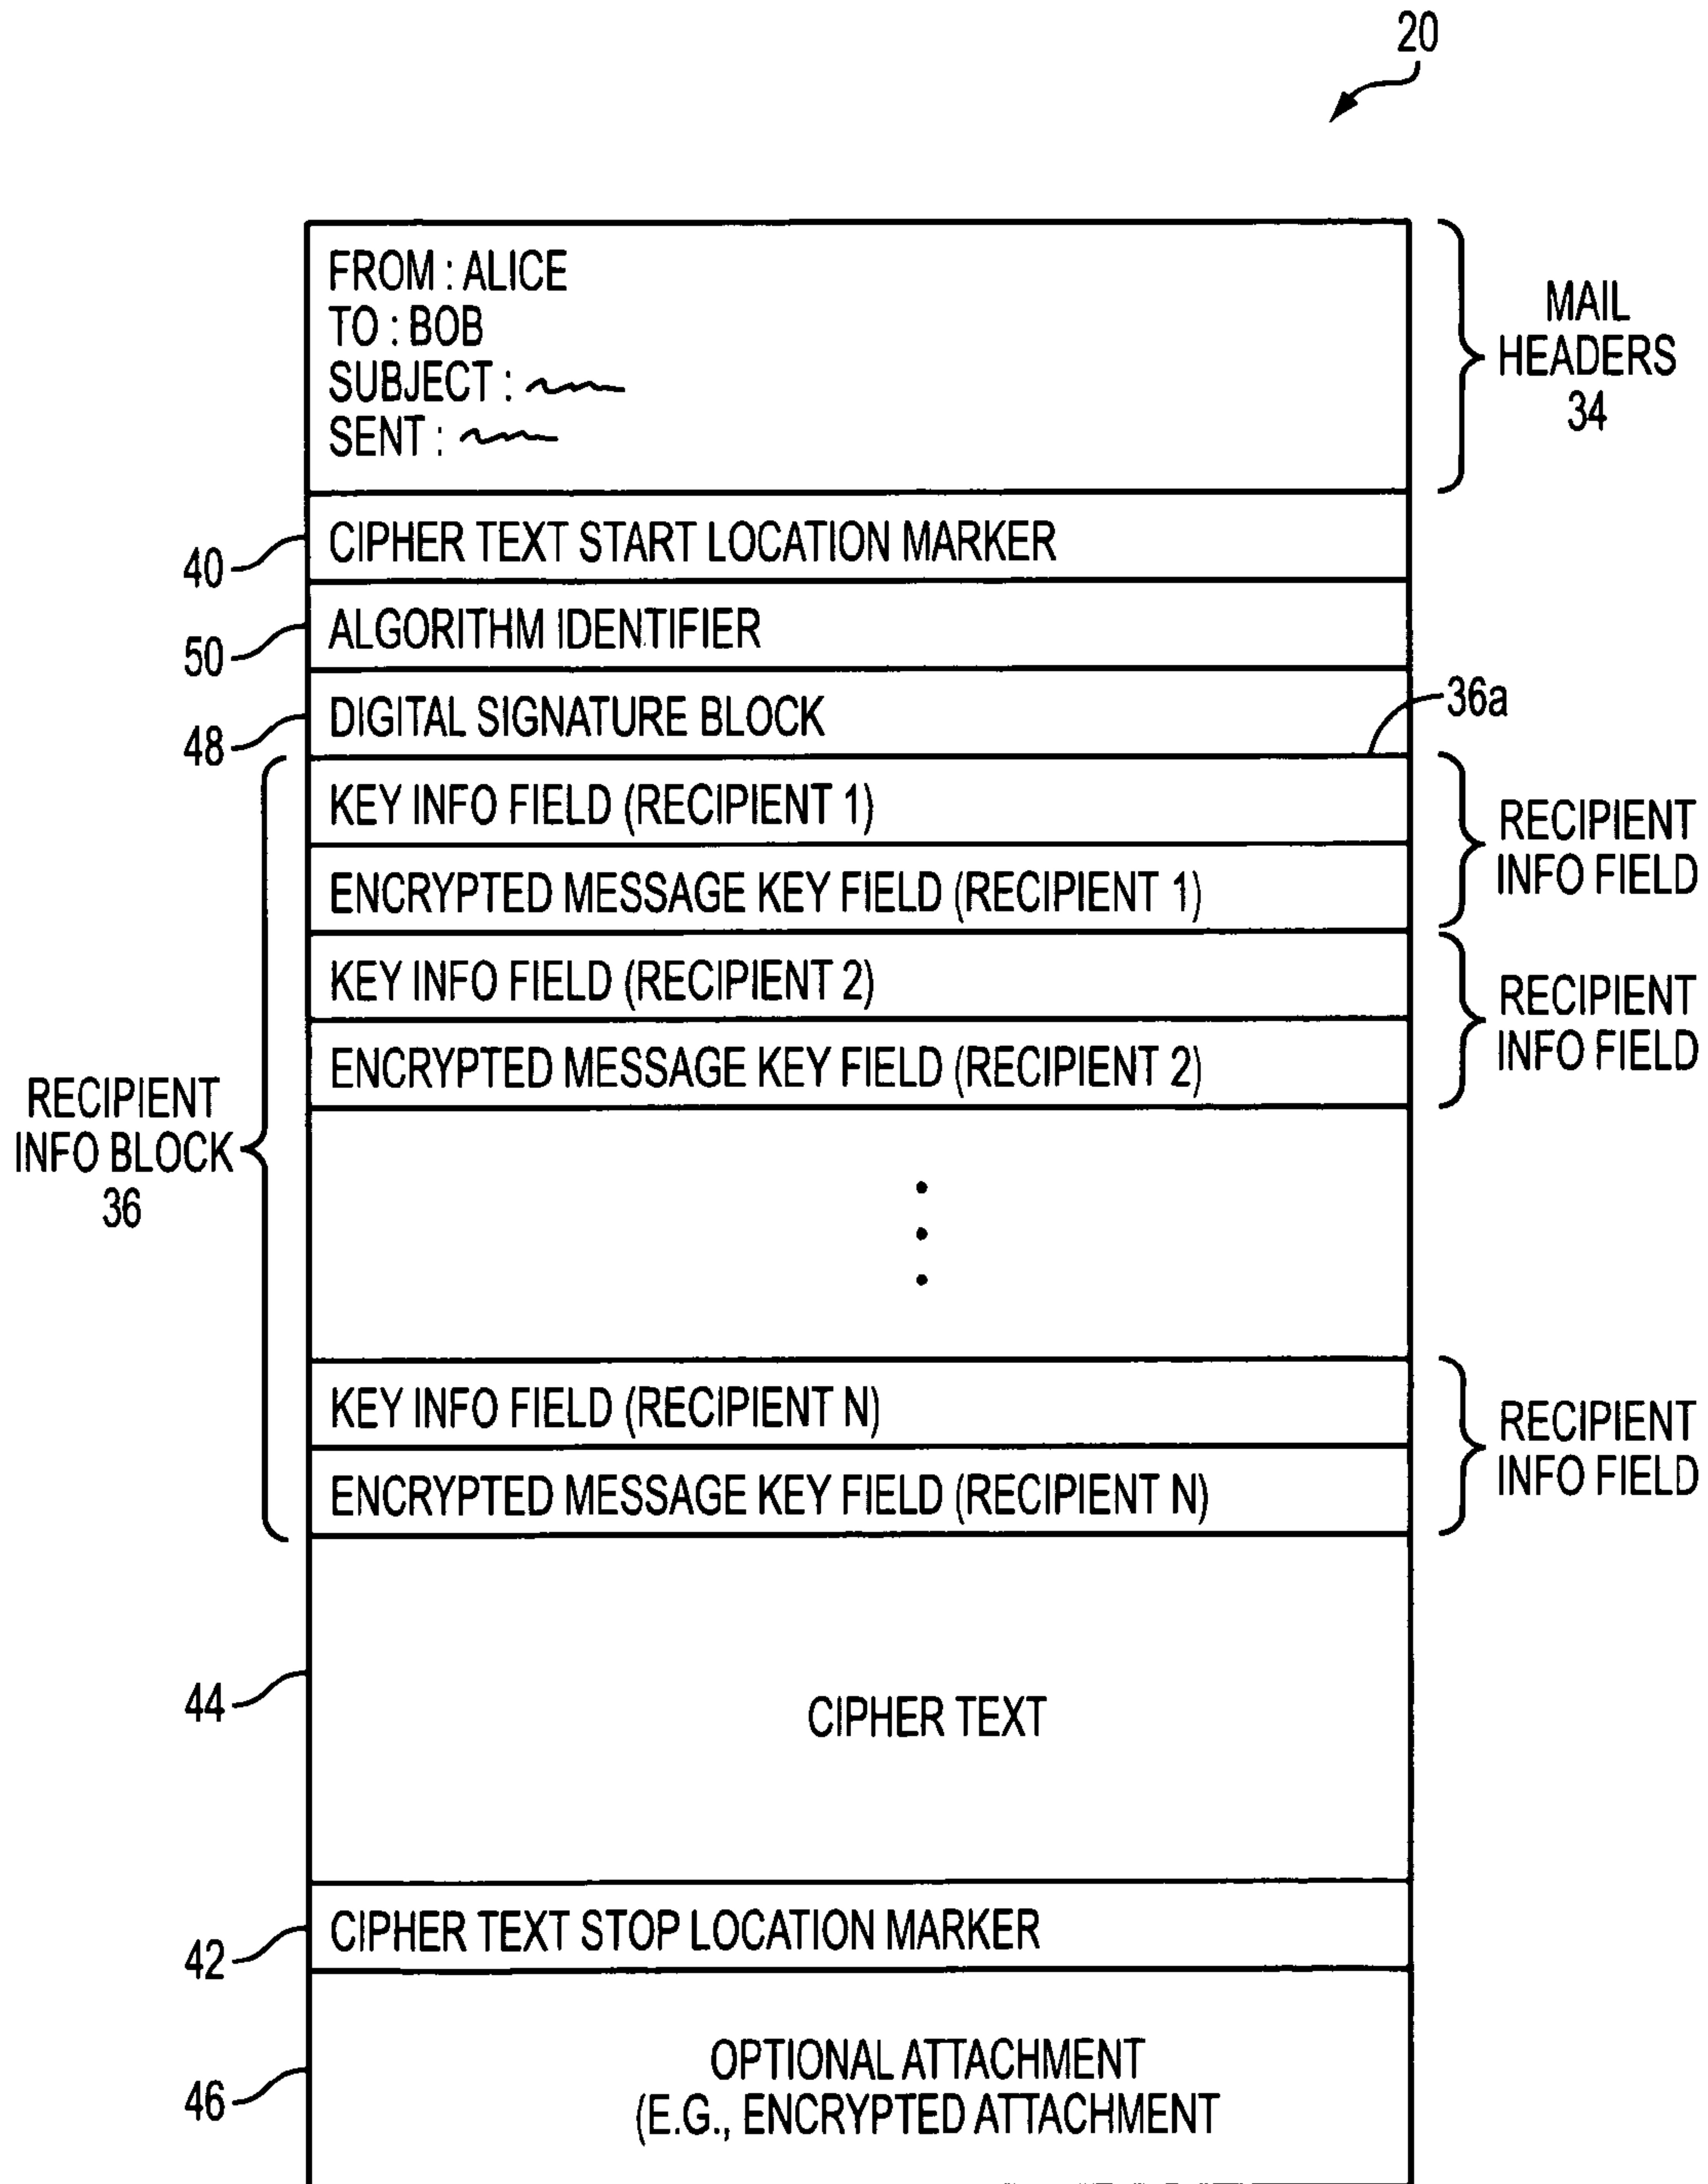 20
FROM : ALICE
TO : BOB
SUBJECT :
SENT :
MAIL
HEADERS
34
40
CIPHER TEXT START LOCATION MARKER
50
ALGORITHM IDENTIFIER
48
DIGITAL SIGNATURE BLOCK
36a
KEY INFO FIELD (RECIPIENT 1)
ENCRYPTED MESSAGE KEY FIELD (RECIPIENT 1)
RECIPIENT
INFO FIELD
KEY INFO FIELD (RECIPIENT 2)
ENCRYPTED MESSAGE KEY FIELD (RECIPIENT 2)
RECIPIENT
INFO FIELD
RECIPIENT
INFO BLOCK
36
KEY INFO FIELD (RECIPIENT N)
ENCRYPTED MESSAGE KEY FIELD (RECIPIENT N)
RECIPIENT
INFO FIELD
44
CIPHER TEXT
42
CIPHER TEXT STOP LOCATION MARKER
46
OPTIONAL ATTACHMENT
(E.G., ENCRYPTED ATTACHMENT